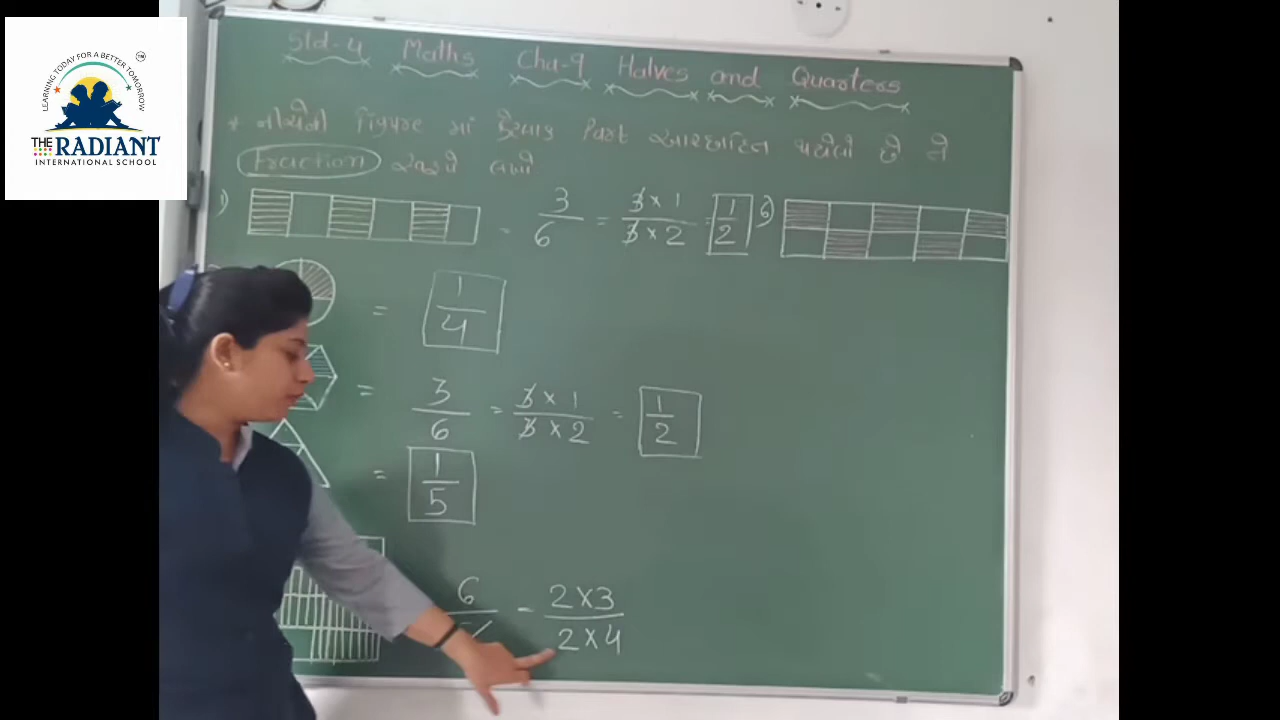 LEARNING TODAY FOR A BETTER TOMORROW
TM
THE RADIANT
INTERNATIONAL SCHOOL
Std-4 Maths Cha-9 Halves and Quarters
* નીચેની figure માં Part આચ્છાદિત થયેલો છે તે
Fraction સ્વરૂપે લખો
1) = 3/6 = 3 × 1/3 × 2 = 1/2 6)
= 1/4
= 3/6 = 3 × 1/3 × 2 = 1/2
= 1/5
6 = 2 × 3/2 × 4